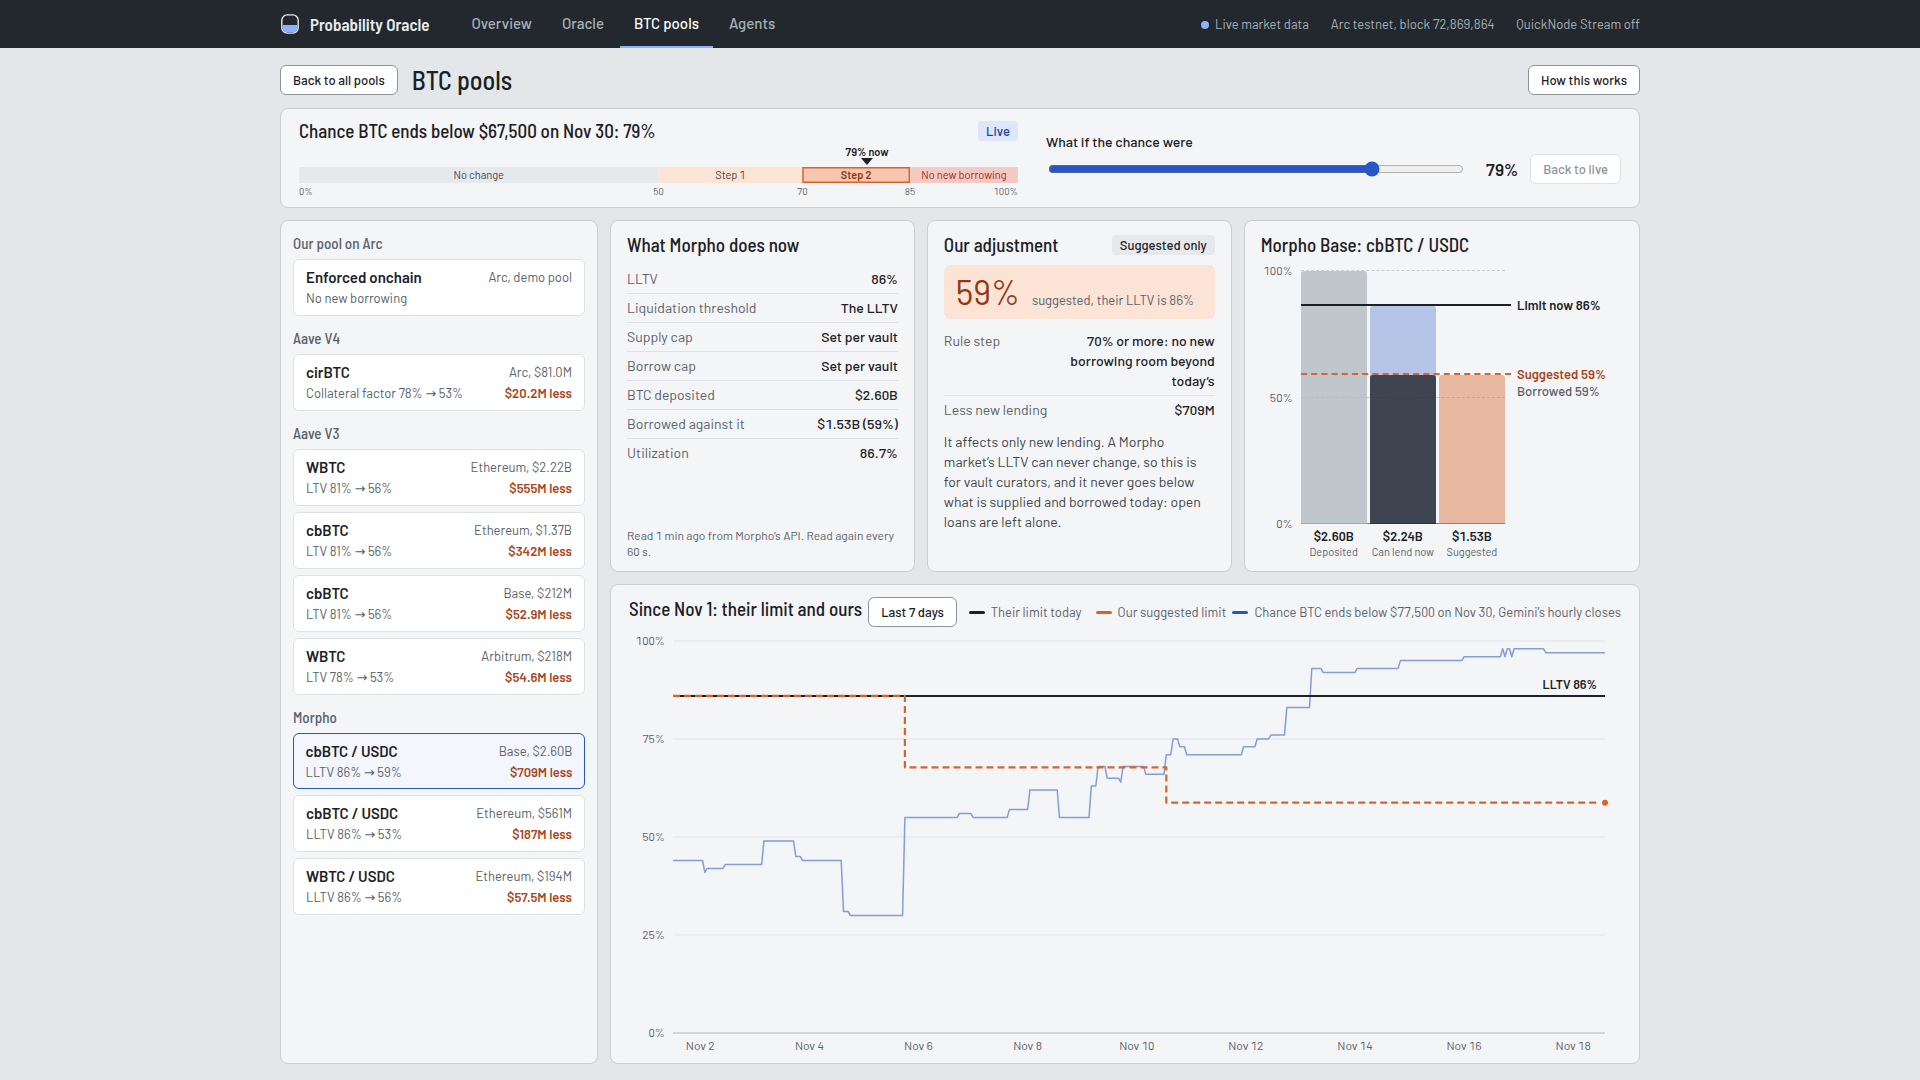 Probability Oracle
Overview
Oracle
BTC pools
Agents
Live market data
Arc testnet, block 72,869,864
QuickNode Stream off
Back to all pools
BTC pools
How this works
Chance BTC ends below $67,500 on Nov 30: 79%
Live
79% now
No change
Step 1
Step 2
No new borrowing
0%
50
70
85
100%
What if the chance were
79%
Back to live
Our pool on Arc
Enforced onchain
Arc, demo pool
No new borrowing
Aave V4
cirBTC
Arc, $81.0M
Collateral factor 78% → 53%
$20.2M less
Aave V3
WBTC
Ethereum, $2.22B
LTV 81% → 56%
$555M less
cbBTC
Ethereum, $1.37B
LTV 81% → 56%
$342M less
cbBTC
Base, $212M
LTV 81% → 56%
$52.9M less
WBTC
Arbitrum, $218M
LTV 78% → 53%
$54.6M less
Morpho
cbBTC / USDC
Base, $2.60B
LLTV 86% → 59%
$709M less
cbBTC / USDC
Ethereum, $561M
LLTV 86% → 53%
$187M less
WBTC / USDC
Ethereum, $194M
LLTV 86% → 56%
$57.5M less
What Morpho does now
LLTV
86%
Liquidation threshold
The LLTV
Supply cap
Set per vault
Borrow cap
Set per vault
BTC deposited
$2.60B
Borrowed against it
$1.53B (59%)
Utilization
86.7%
Read 1 min ago from Morpho's API. Read again every
60 s.
Our adjustment
Suggested only
59%
suggested, their LLTV is 86%
Rule step
70% or more: no new
borrowing room beyond
today's
Less new lending
$709M
It affects only new lending. A Morpho
market's LLTV can never change, so this is
for vault curators, and it never goes below
what is supplied and borrowed today: open
loans are left alone.
Morpho Base: cbBTC / USDC
100%
50%
0%
Limit now 86%
Suggested 59%
Borrowed 59%
$2.60B
$2.24B
$1.53B
Deposited
Can lend now
Suggested
Since Nov 1: their limit and ours
Last 7 days
Their limit today
Our suggested limit
Chance BTC ends below $77,500 on Nov 30, Gemini's hourly closes
100%
75%
50%
25%
0%
LLTV 86%
Nov 2
Nov 4
Nov 6
Nov 8
Nov 10
Nov 12
Nov 14
Nov 16
Nov 18